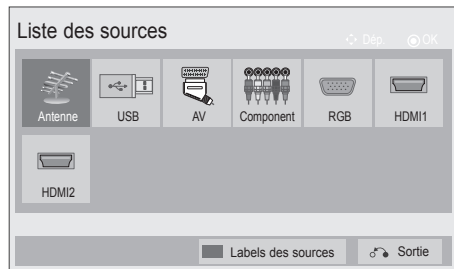 Liste des sources
Dép OK
Antenne USB AV Component RGB HDMI1
HDMI2
Labels des sources Sortie